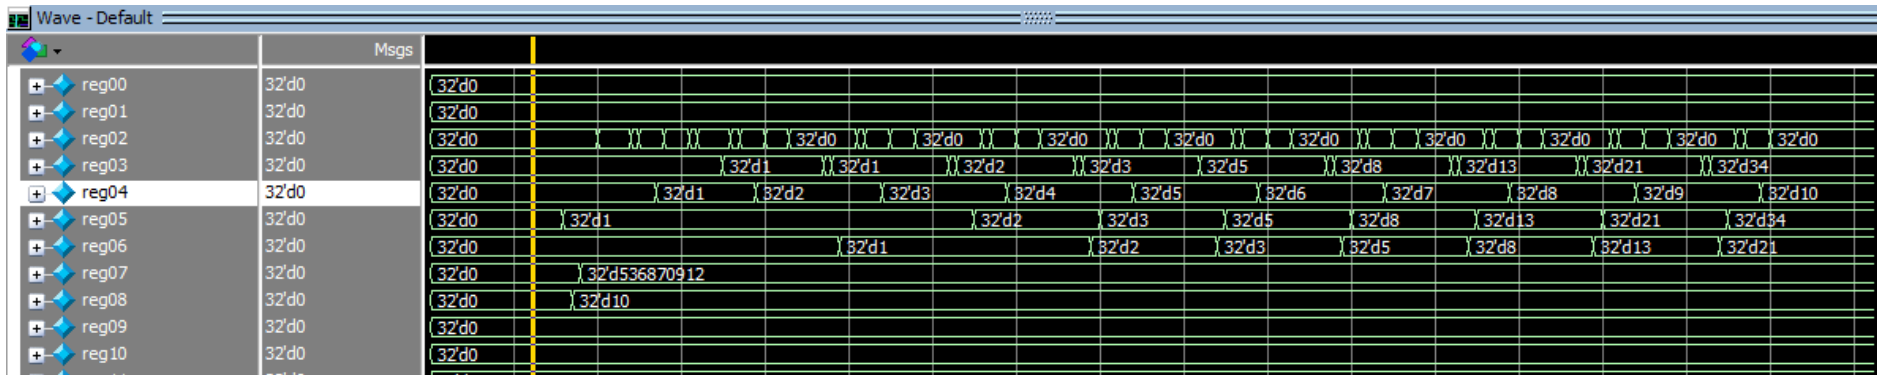 Wave - Default
Msgs
reg00 32'd0 32'd0
reg01 32'd0 32'd0
reg02 32'd0 32'd0 32'd0 32'd0 32'd0 32'd0 32'd0 32'd0 32'd0 32'd0 32'd0
reg03 32'd0 32'd0 32'd1 32'd1 32'd2 32'd3 32'd5 32'd8 32'd13 32'd21 32'd34
reg04 32'd0 32'd0 32'd1 32'd2 32'd3 32'd4 32'd5 32'd6 32'd7 32'd8 32'd9 32'd10
reg05 32'd0 32'd0 32'd1 32'd2 32'd3 32'd5 32'd8 32'd13 32'd21 32'd34
reg06 32'd0 32'd0 32'd1 32'd2 32'd3 32'd5 32'd8 32'd13 32'd21
reg07 32'd0 32'd0 32'd536870912
reg08 32'd0 32'd0 32'd10
reg09 32'd0 32'd0
reg10 32'd0 32'd0